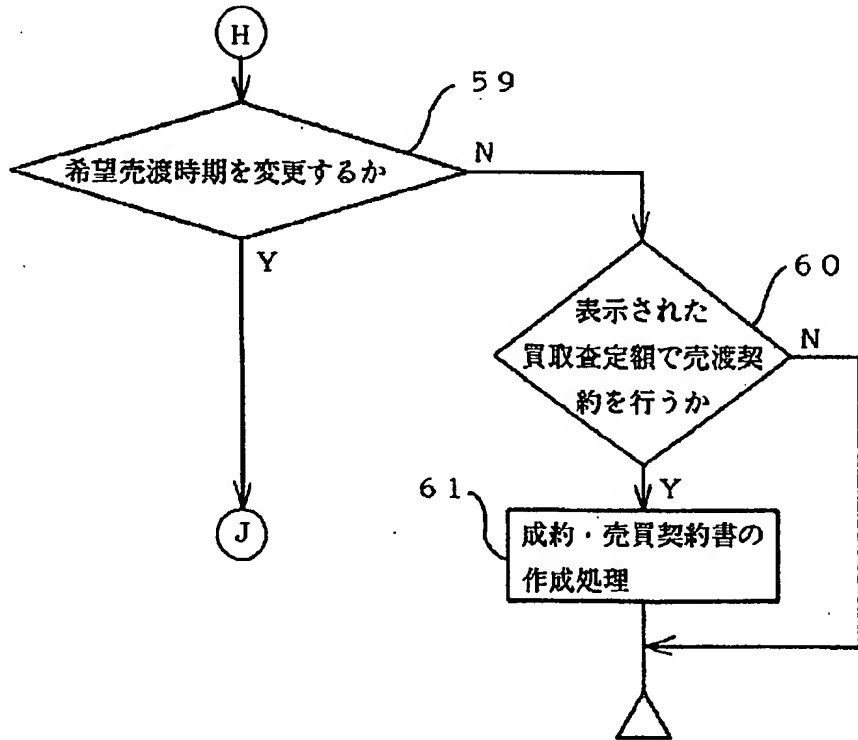 H
59
希望売渡時期を変更するか
N
Y
60
表示された
買取査定額で売渡契
約を行うか
N
Y
J
61
成約・売買契約書の
作成処理